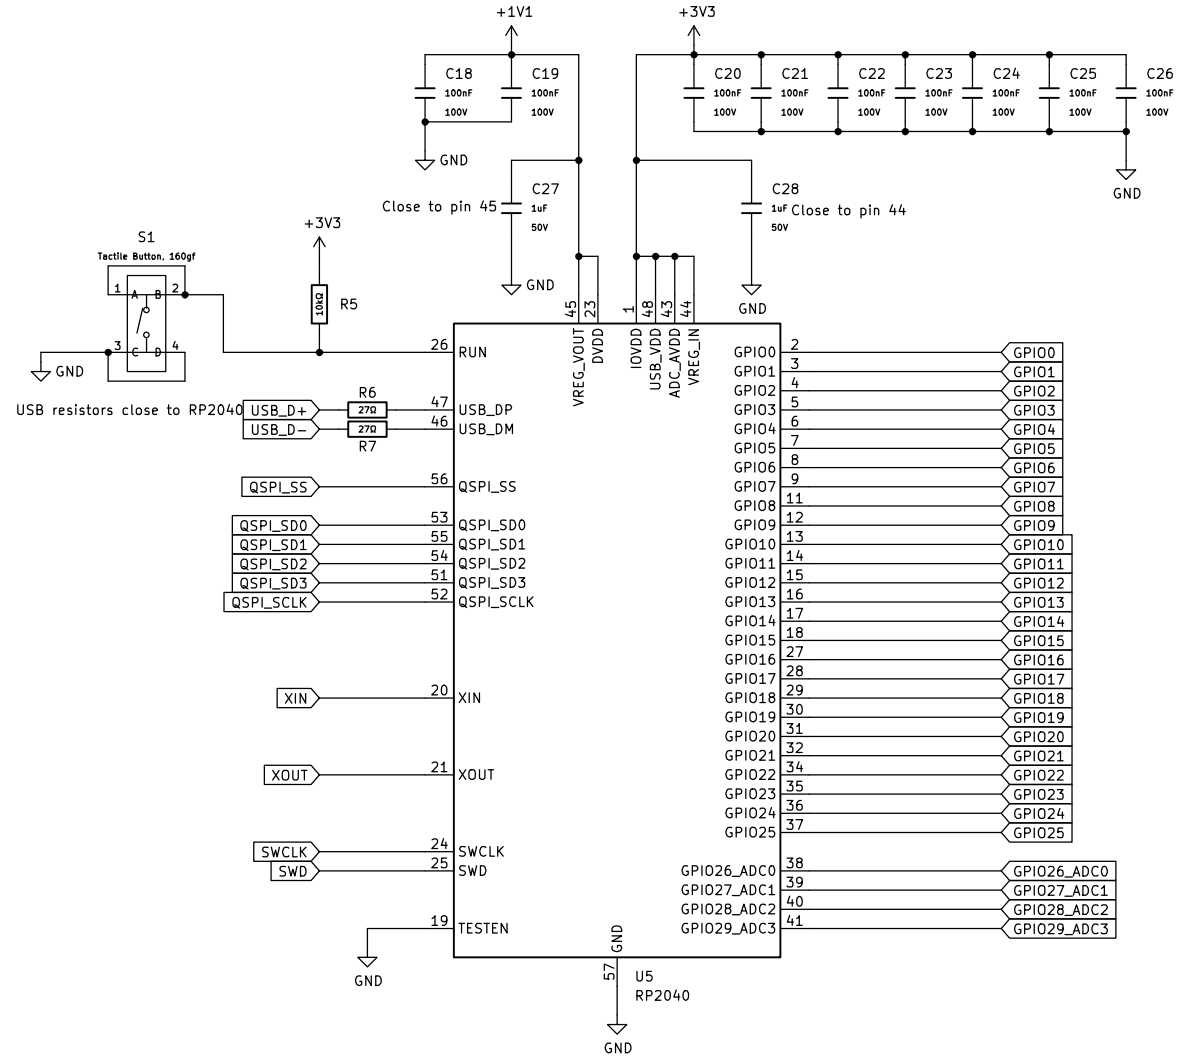 +1V1
+3V3
C18
100nF
100V
C19
100nF
100V
C20
100nF
100V
C21
100nF
100V
C22
100nF
100V
C23
100nF
100V
C24
100nF
100V
C25
100nF
100V
C26
100nF
100V
GND
GND
C27
1uF
50V
Close to pin 45
GND
C28
1uF
50V
Close to pin 44
GND
S1
Tactile Button, 160gf
1 A B 2
3 C D 4
GND
+3V3
10kΩ R5
45 VREG_VOUT
23 DVDD
1 IOVDD
48 USB_VDD
43 ADC_AVDD
44 VREG_IN
26 RUN
USB resistors close to RP2040
R6
USB_D+ 27Ω 47 USB_DP
USB_D- 27Ω 46 USB_DM
R7
QSPI_SS 56 QSPI_SS
QSPI_SD0 53 QSPI_SD0
QSPI_SD1 55 QSPI_SD1
QSPI_SD2 54 QSPI_SD2
QSPI_SD3 51 QSPI_SD3
QSPI_SCLK 52 QSPI_SCLK
XIN 20 XIN
XOUT 21 XOUT
SWCLK 24 SWCLK
SWD 25 SWD
19 TESTEN
GND
GPIO0 2 GPIO0
GPIO1 3 GPIO1
GPIO2 4 GPIO2
GPIO3 5 GPIO3
GPIO4 6 GPIO4
GPIO5 7 GPIO5
GPIO6 8 GPIO6
GPIO7 9 GPIO7
GPIO8 11 GPIO8
GPIO9 12 GPIO9
GPIO10 13 GPIO10
GPIO11 14 GPIO11
GPIO12 15 GPIO12
GPIO13 16 GPIO13
GPIO14 17 GPIO14
GPIO15 18 GPIO15
GPIO16 27 GPIO16
GPIO17 28 GPIO17
GPIO18 29 GPIO18
GPIO19 30 GPIO19
GPIO20 31 GPIO20
GPIO21 32 GPIO21
GPIO22 34 GPIO22
GPIO23 35 GPIO23
GPIO24 36 GPIO24
GPIO25 37 GPIO25
GPIO26_ADC0 38 GPIO26_ADC0
GPIO27_ADC1 39 GPIO27_ADC1
GPIO28_ADC2 40 GPIO28_ADC2
GPIO29_ADC3 41 GPIO29_ADC3
GND
57
U5
RP2040
GND